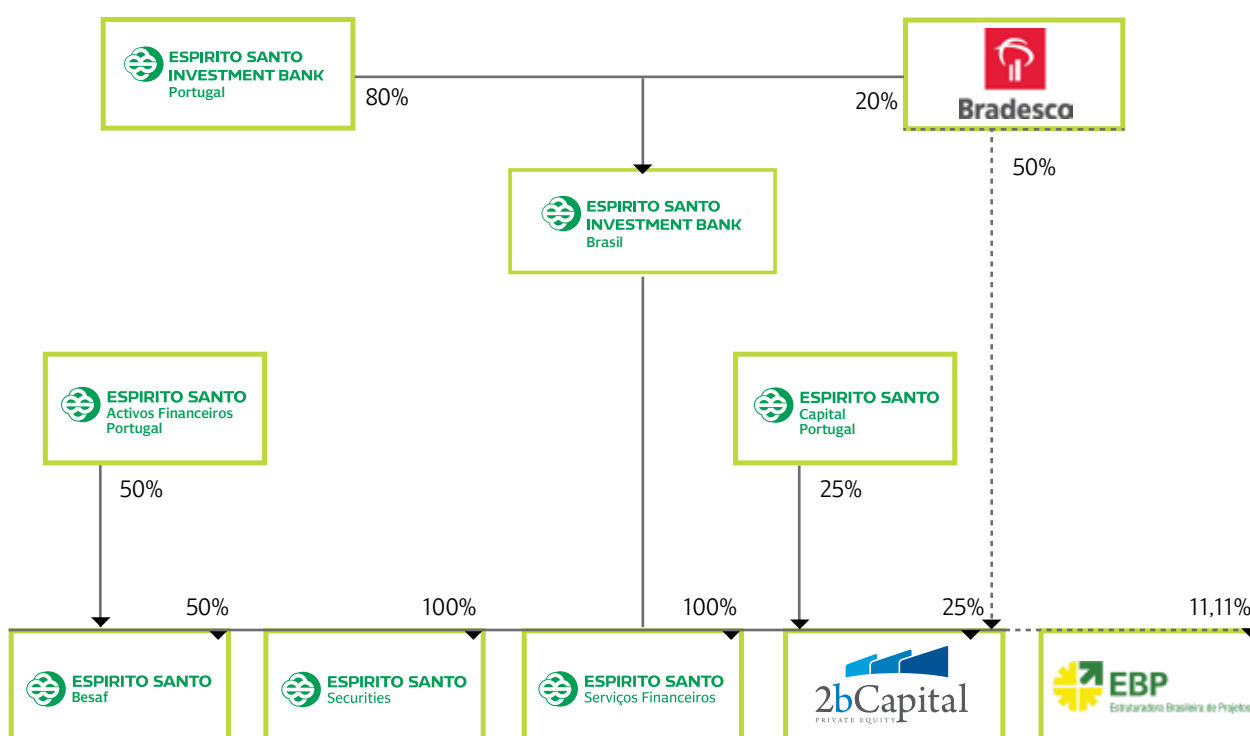 ESPIRITO SANTO
INVESTMENT BANK
Portugal
80%
20%
Bradesco
50%
ESPIRITO SANTO
INVESTMENT BANK
Brasil
ESPIRITO SANTO
Activos Financeiros
Portugal
50%
ESPIRITO SANTO
Capital
Portugal
25%
50%
100%
100%
25%
11,11%
ESPIRITO SANTO
Besaf
ESPIRITO SANTO
Securities
ESPIRITO SANTO
Serviços Financeiros
2bCapital
PRIVATE EQUITY
EBP
Estruturadora Brasileira de Projetos